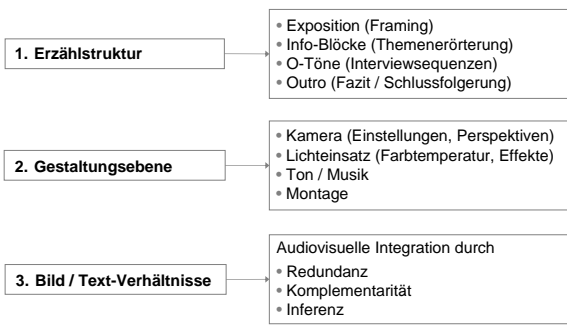 1. Erzählstruktur
• Exposition (Framing)
• Info-Blöcke (Themenerörterung)
• O-Töne (Interviewsequenzen)
• Outro (Fazit / Schlussfolgerung)
2. Gestaltungsebene
• Kamera (Einstellungen, Perspektiven)
• Lichteinsatz (Farbtemperatur, Effekte)
• Ton / Musik
• Montage
3. Bild / Text-Verhältnisse
Audiovisuelle Integration durch
• Redundanz
• Komplementarität
• Inferenz